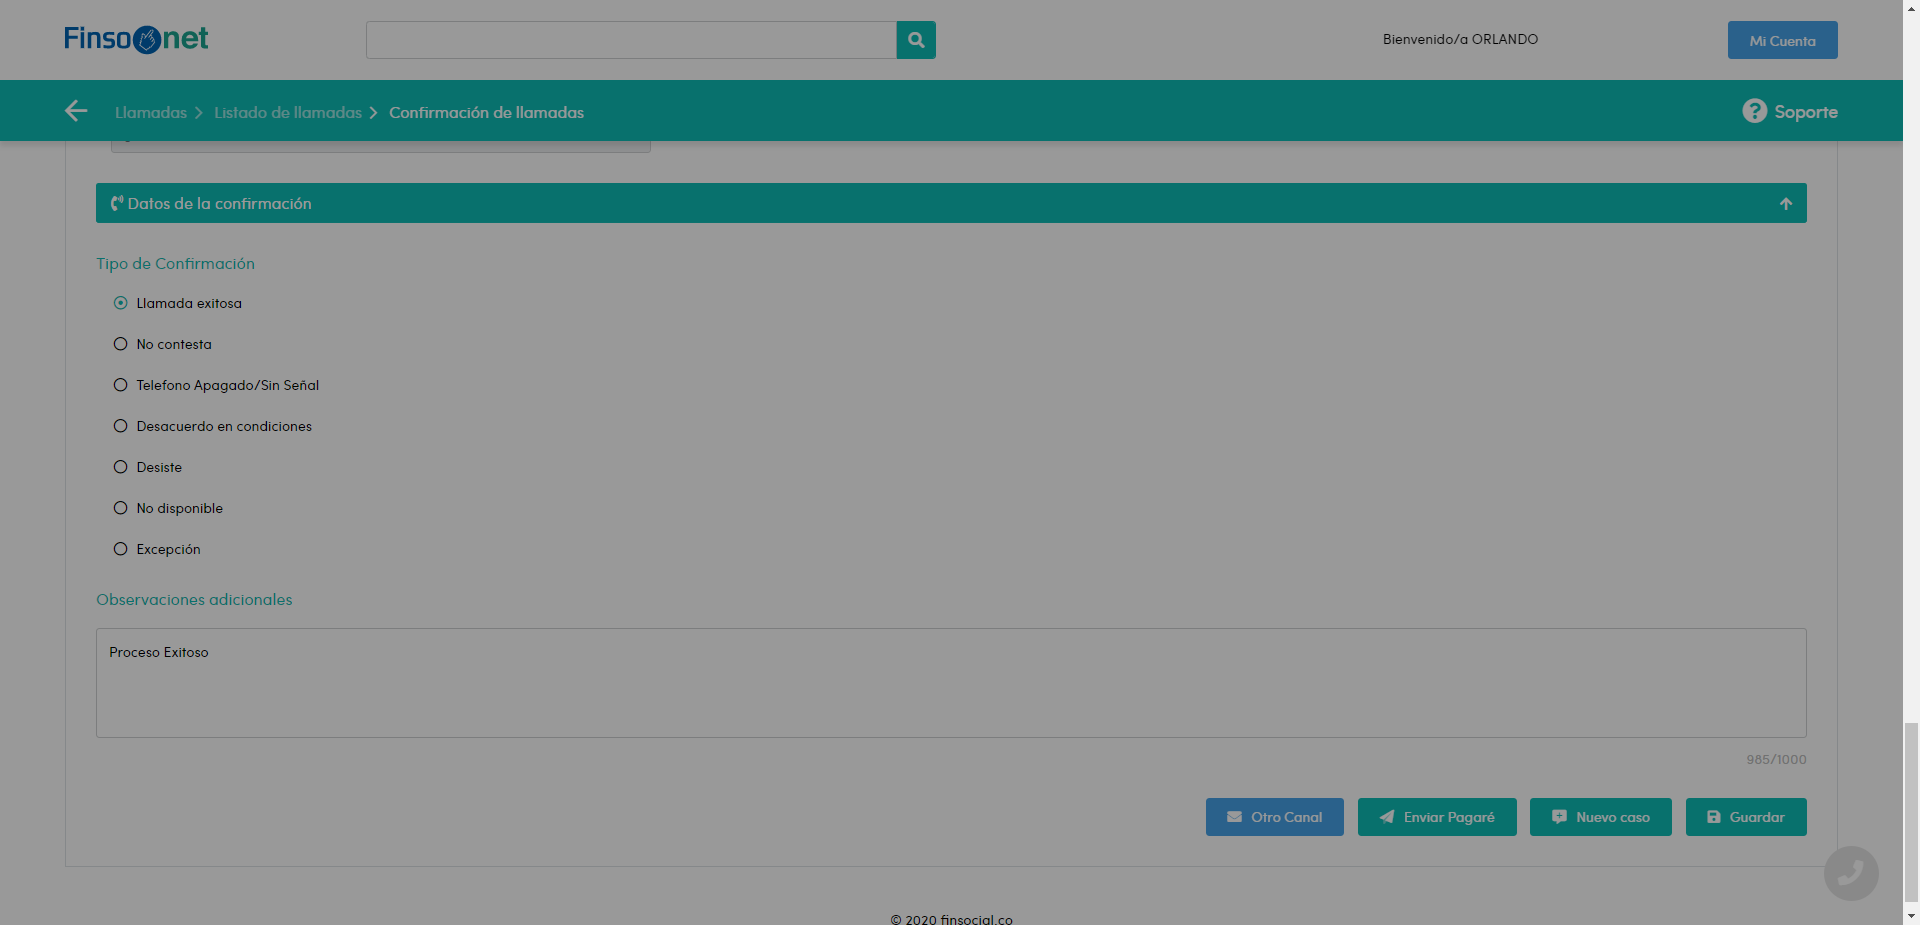 Finsonet
Bienvenido/a ORLANDO
Mi Cuenta
Llamadas > Listado de llamadas > Confirmación de llamadas
Soporte
Datos de la confirmación
Tipo de Confirmación
Llamada exitosa
No contesta
Telefono Apagado/Sin Señal
Desacuerdo en condiciones
Desiste
No disponible
Excepción
Observaciones adicionales
Proceso Exitoso
985/1000
Otro Canal
Enviar Pagaré
Nuevo caso
Guardar
© 2020 finsocial.co